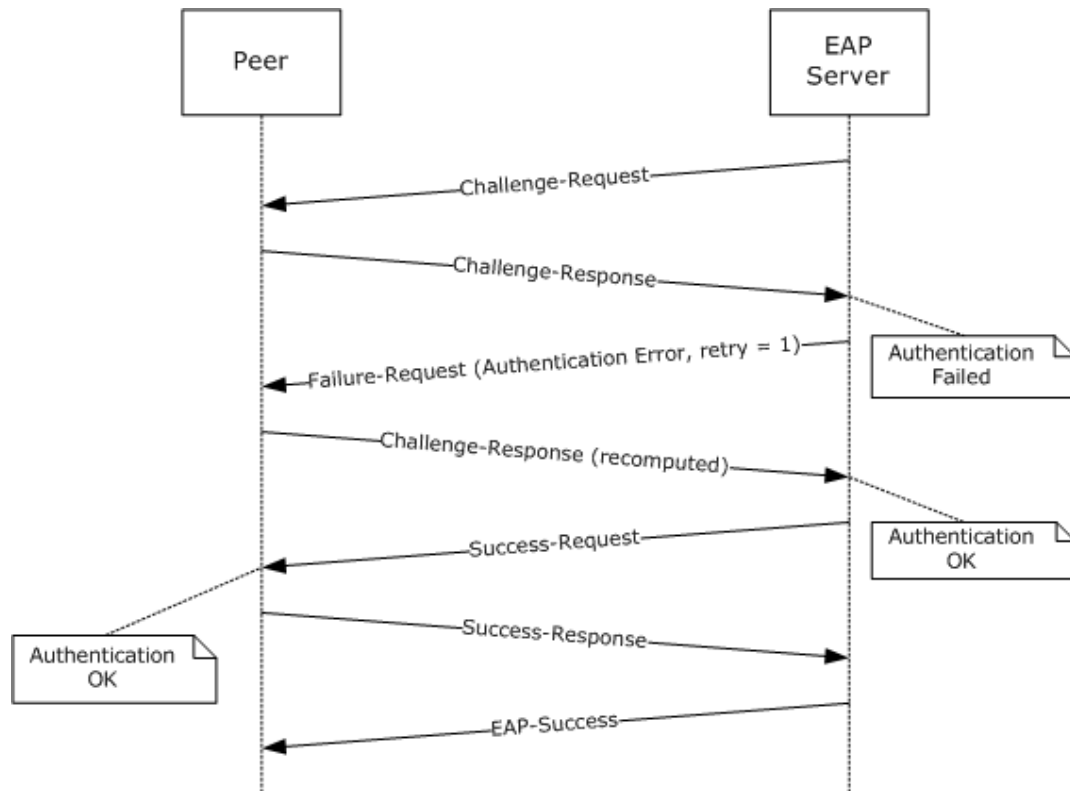 Peer
EAP
Server
Challenge-Request
Challenge-Response
Authentication
Failed
Failure-Request (Authentication Error, retry = 1)
Challenge-Response (recomputed)
Authentication
OK
Success-Request
Success-Response
Authentication
OK
EAP-Success